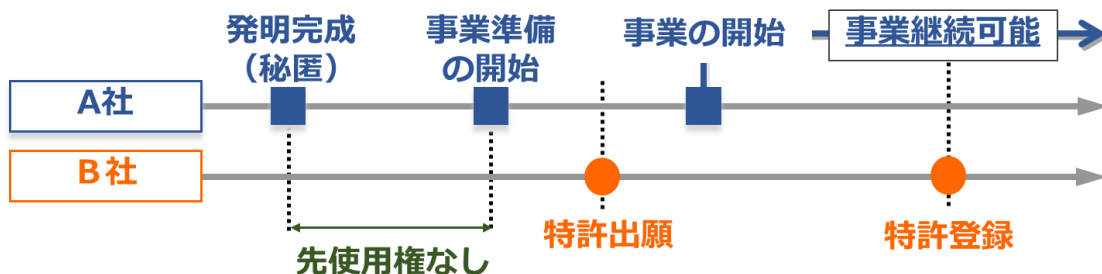 発明完成
（秘匿）
事業準備
の開始
事業の開始
事業継続可能
A社
B社
特許出願
特許登録
先使用権なし